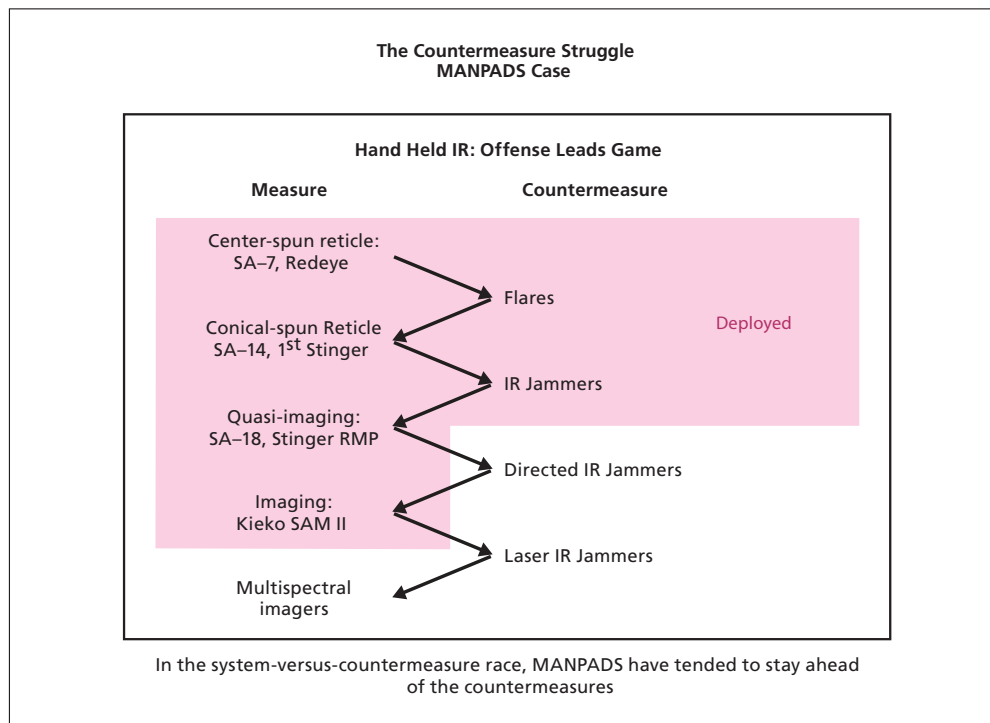 The Countermeasure Struggle
MANPADS Case
Hand Held IR: Offense Leads Game
Measure
Countermeasure
Center-spun reticle:
SA–7, Redeye
Flares
Deployed
Conical-spun Reticle
SA–14, 1st Stinger
IR Jammers
Quasi-imaging:
SA–18, Stinger RMP
Directed IR Jammers
Imaging:
Kieko SAM II
Laser IR Jammers
Multispectral
imagers
In the system-versus-countermeasure race, MANPADS have tended to stay ahead
of the countermeasures